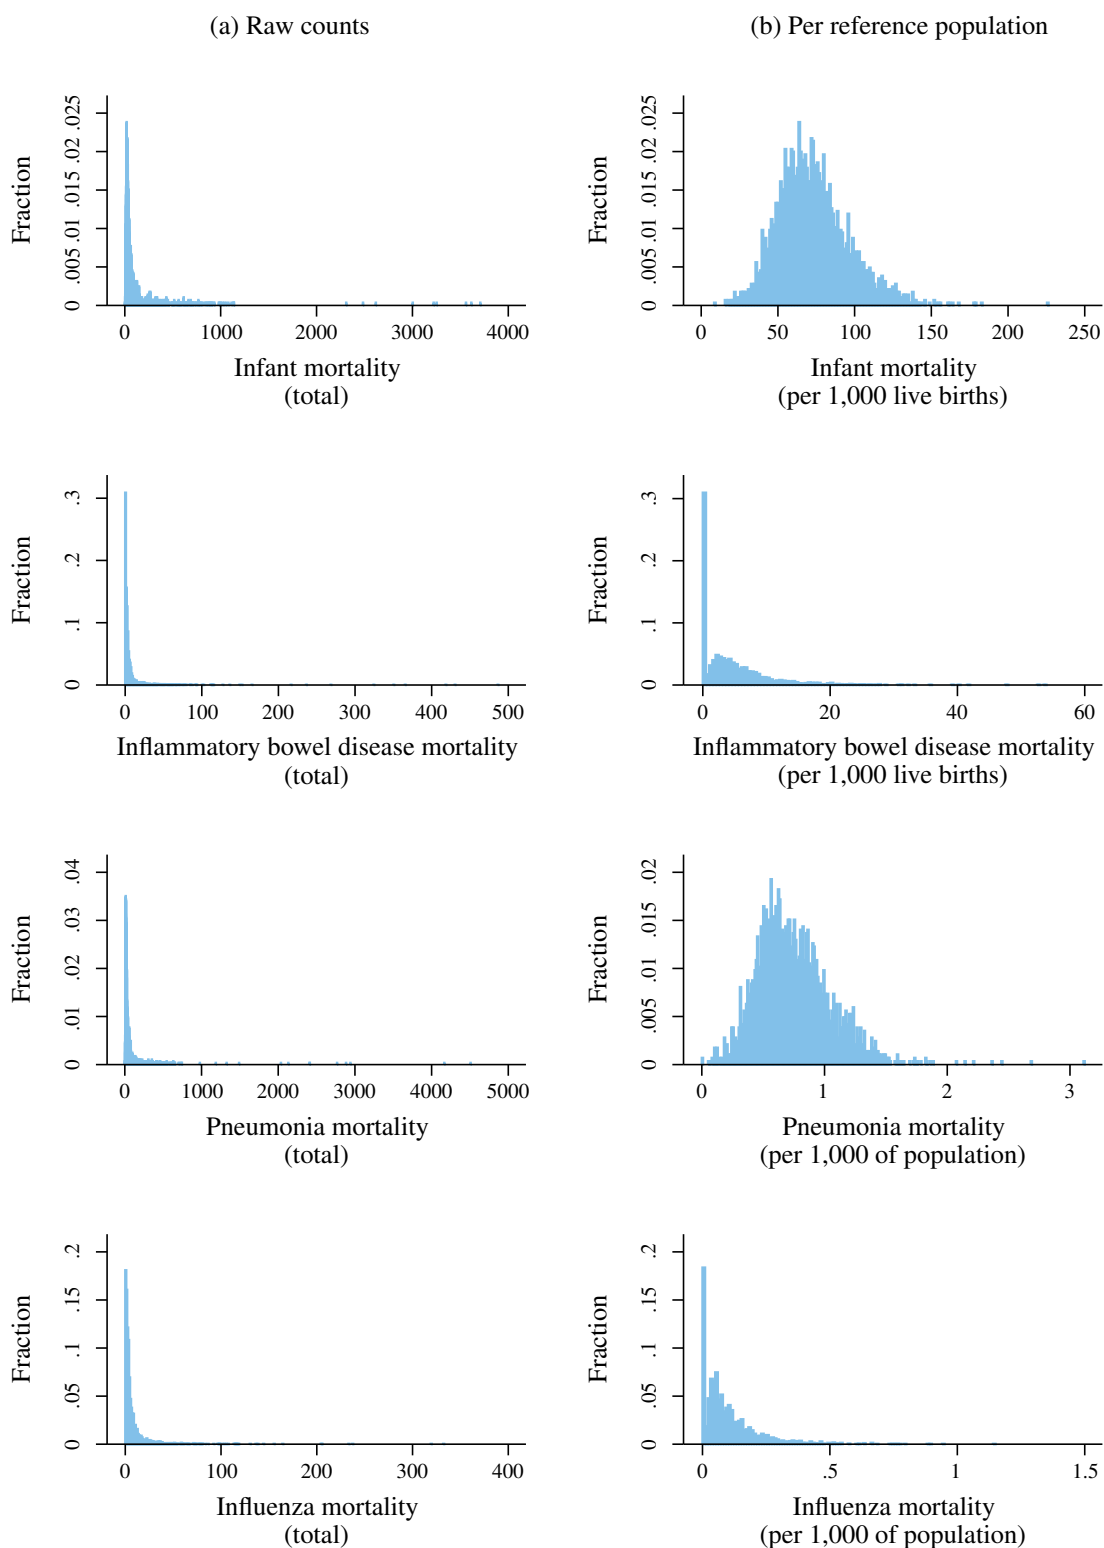 (a) Raw counts
(b) Per reference population
Fraction
0 .005 .01 .015 .02 .025
0 1000 2000 3000 4000
Infant mortality
(total)
Fraction
0 .005 .01 .015 .02 .025
0 50 100 150 200 250
Infant mortality
(per 1,000 live births)
Fraction
0 .1 .2 .3
0 100 200 300 400 500
Inflammatory bowel disease mortality
(total)
Fraction
0 .1 .2 .3
0 20 40 60
Inflammatory bowel disease mortality
(per 1,000 live births)
Fraction
0 .01 .02 .03 .04
0 1000 2000 3000 4000 5000
Pneumonia mortality
(total)
Fraction
0 .005 .01 .015 .02
0 1 2 3
Pneumonia mortality
(per 1,000 of population)
Fraction
0 .05 .1 .15 .2
0 100 200 300 400
Influenza mortality
(total)
Fraction
0 .05 .1 .15 .2
0 .5 1 1.5
Influenza mortality
(per 1,000 of population)